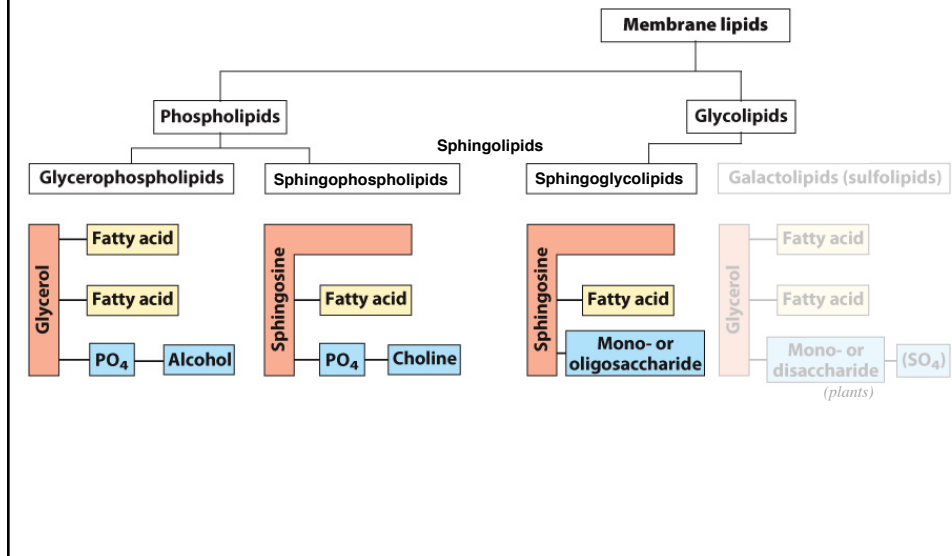 Membrane lipids
Phospholipids
Glycolipids
Sphingolipids
Glycerophospholipids
Sphingophospholipids
Sphingoglycolipids
Galactolipids (sulfolipids)
Glycerol
Fatty acid
Fatty acid
PO₄
Alcohol
Sphingosine
Fatty acid
PO₄
Choline
Sphingosine
Fatty acid
Mono- or
oligosaccharide
Glycerol
Fatty acid
Fatty acid
Mono- or
disaccharide
(SO₄)
(plants)